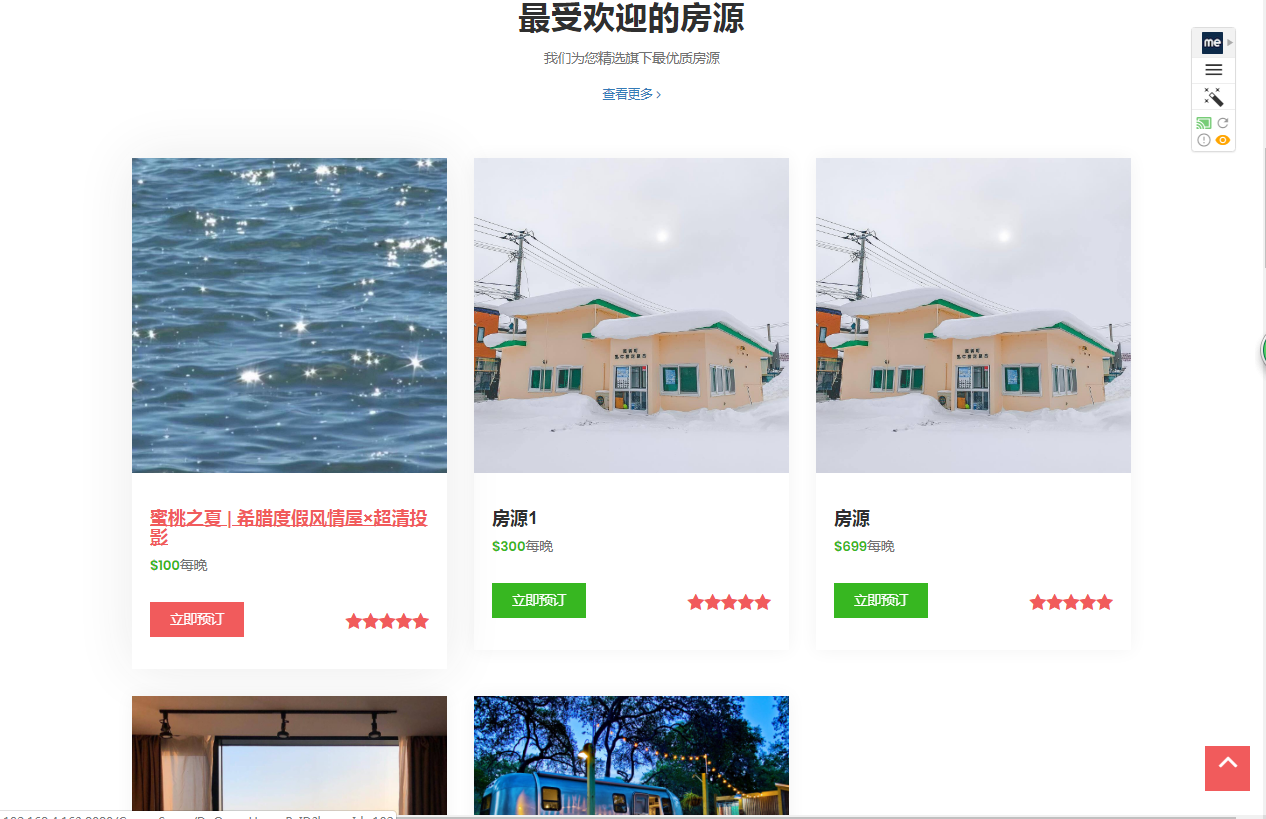 最受欢迎的房源
我们为您精选旗下最优质房源
查看更多 >
me
蜜桃之夏 | 希腊度假风情屋×超清投
影
$100每晚
立即预订
房源1
$300每晚
立即预订
房源
$699每晚
立即预订